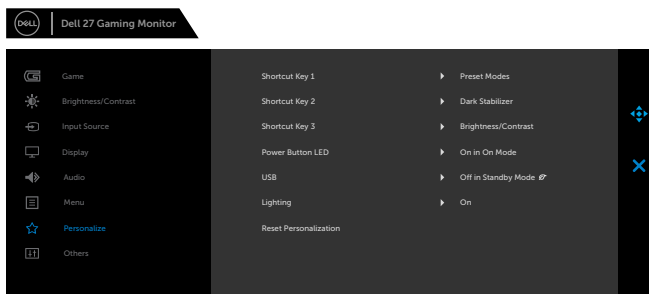 DELL
Dell 27 Gaming Monitor
Game
Shortcut Key 1
Preset Modes
Brightness/Contrast
Shortcut Key 2
Dark Stabilizer
Input Source
Shortcut Key 3
Brightness/Contrast
Display
Power Button LED
On in On Mode
Audio
USB
Off in Standby Mode
Menu
Lighting
On
Personalize
Reset Personalization
Others